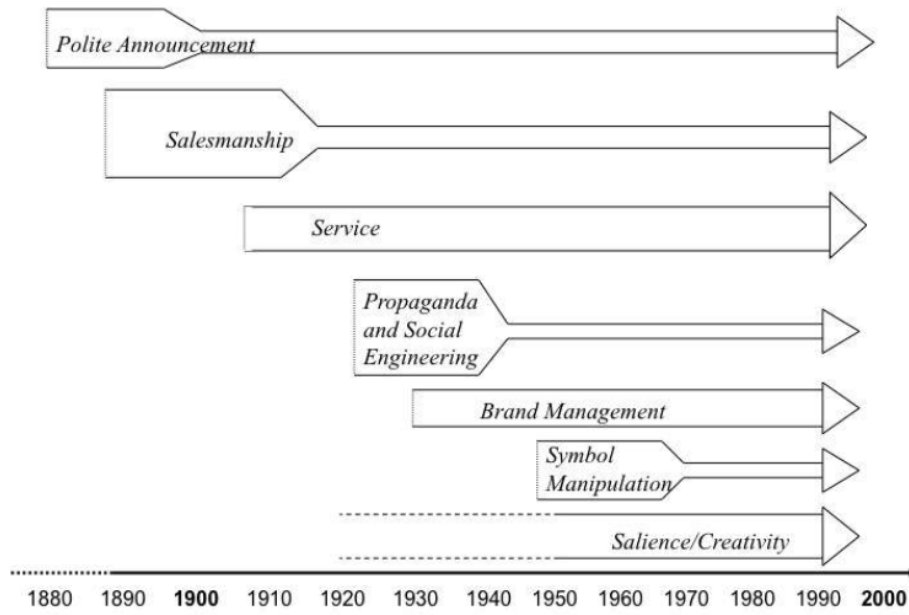 Polite Announcement
Salesmanship
Service
Propaganda
and Social
Engineering
Brand Management
Symbol
Manipulation
Salience/Creativity
1880 1890 1900 1910 1920 1930 1940 1950 1960 1970 1980 1990 2000